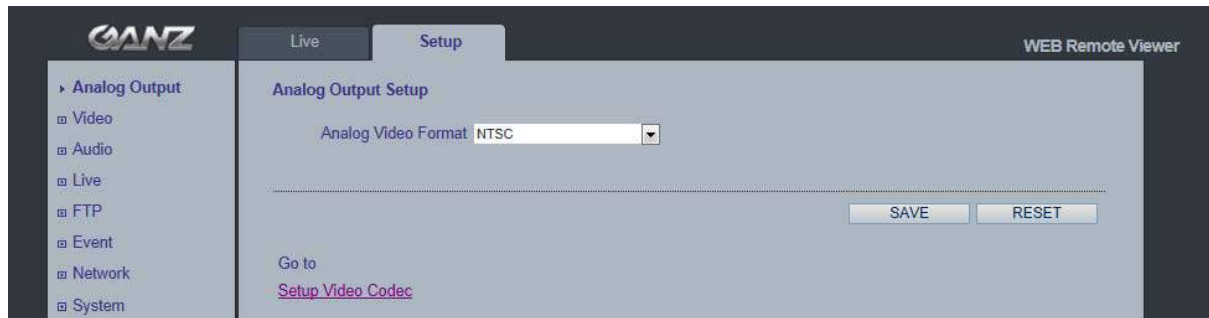 GANZ
Live
Setup
WEB Remote Viewer
Analog Output
Video
Audio
Live
FTP
Event
Network
System
Analog Output Setup
Analog Video Format NTSC
SAVE
RESET
Go to
Setup Video Codec